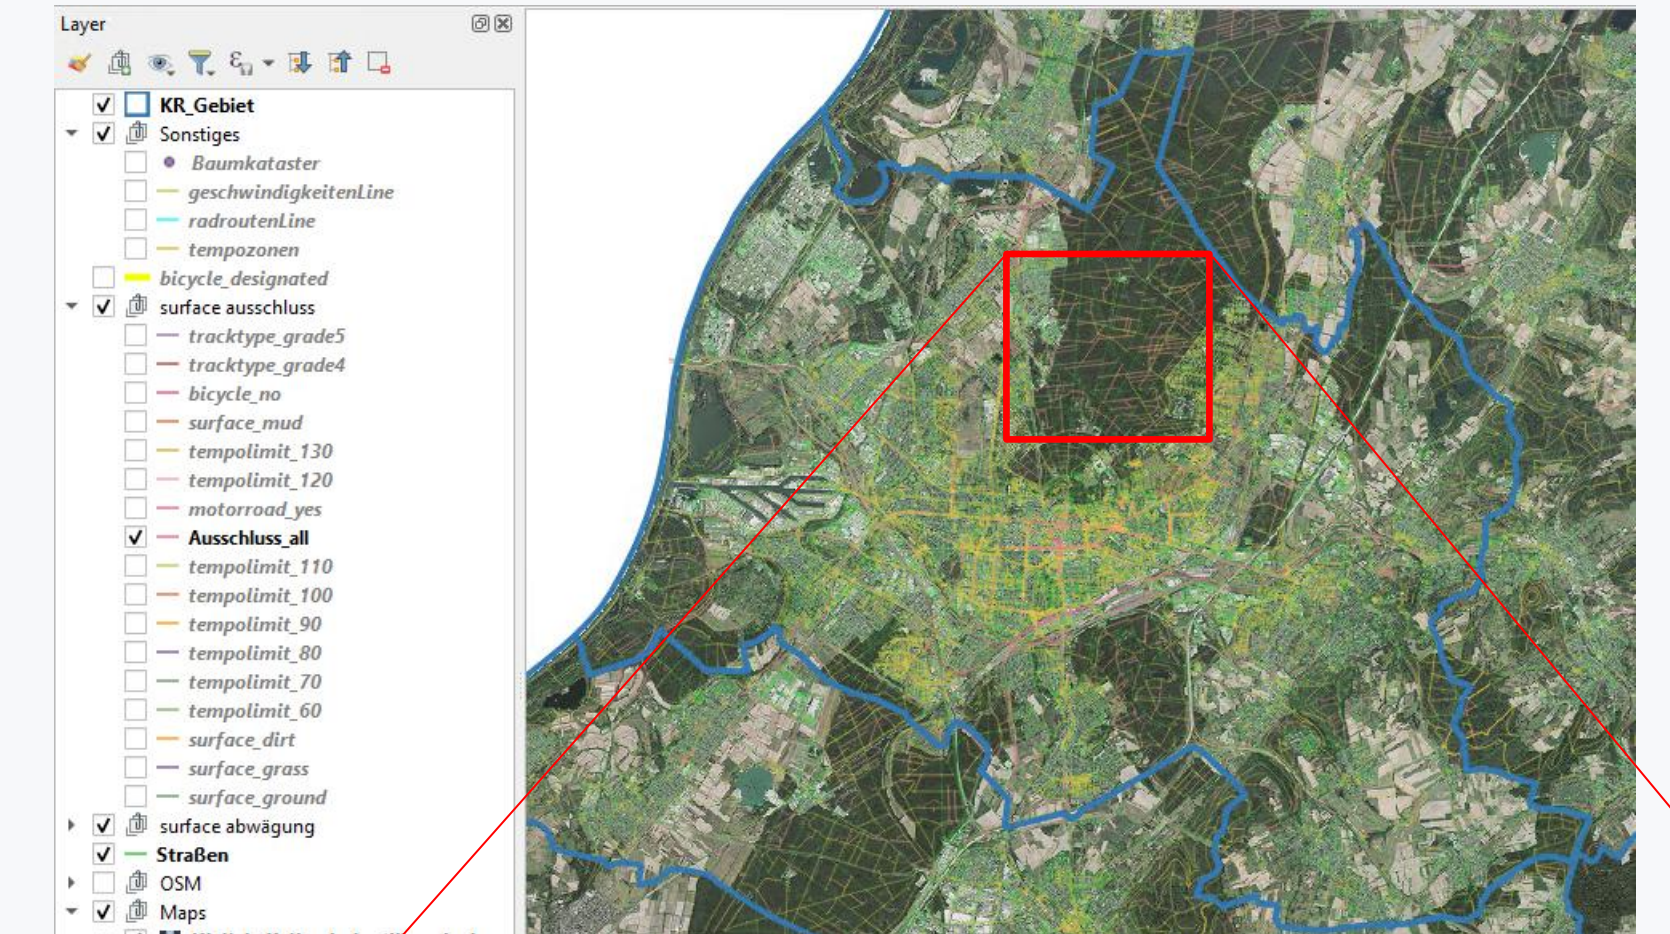 Layer
KR_Gebiet
Sonstiges
Baumkataster
geschwindigkeitenLine
radroutenLine
tempozonen
bicycle_designated
surface ausschluss
tracktype_grade5
tracktype_grade4
bicycle_no
surface_mud
tempolimit_130
tempolimit_120
motorroad_yes
Ausschluss_all
tempolimit_110
tempolimit_100
tempolimit_90
tempolimit_80
tempolimit_70
tempolimit_60
surface_dirt
surface_grass
surface_ground
surface abwägung
Straßen
OSM
Maps